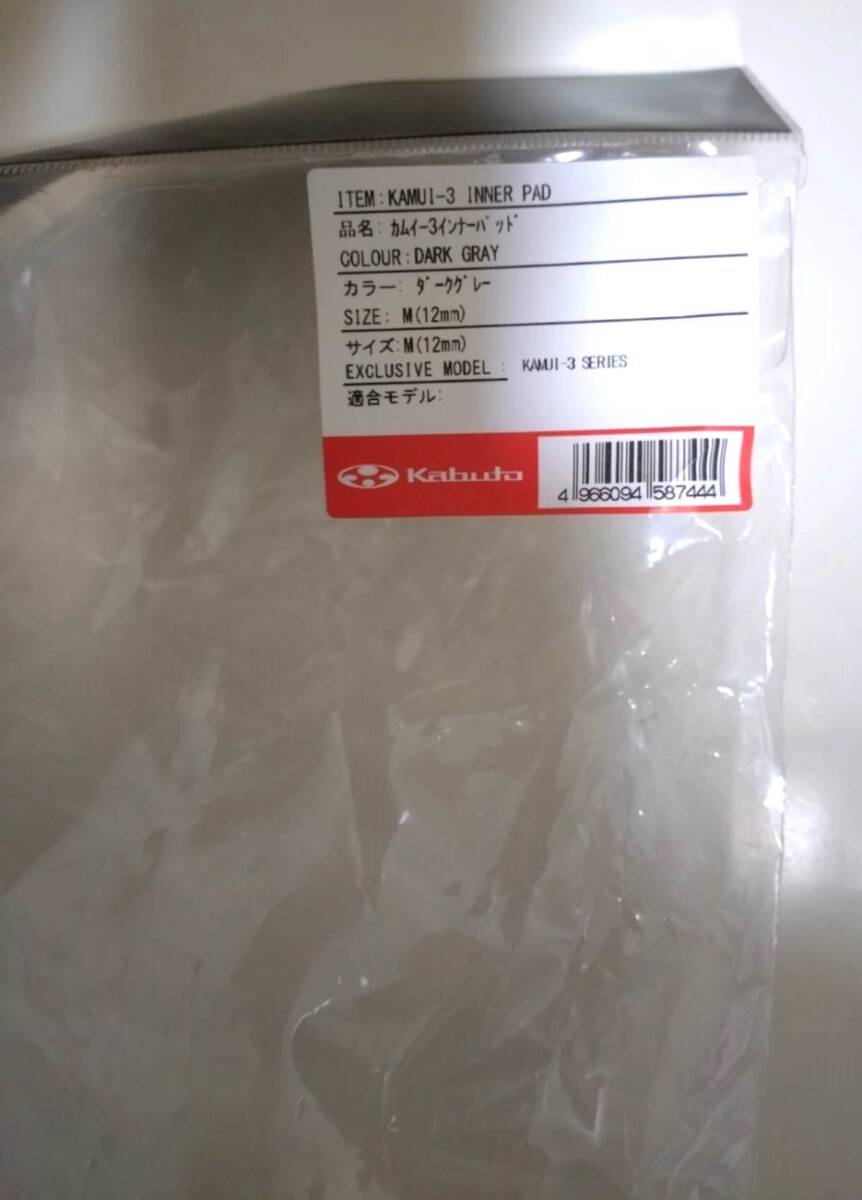 ITEM:KAMUI-3 INNER PAD
品名: ｶﾑｲｰ3ｲﾝﾅｰﾊﾟｯﾄﾞ
COLOUR:DARK GRAY
カラー: ﾀﾞｰｸｸﾞﾚｰ
SIZE: M(12mm)
サイズ:M(12mm)
EXCLUSIVE MODEL : KAMUI-3 SERIES
適合モデル:
Kabuto
4 966094 587444